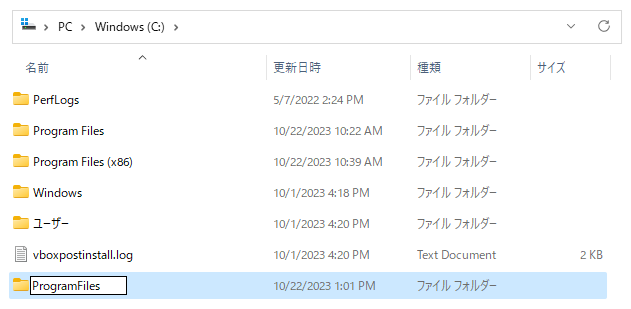 PC > Windows (C:) >
名前 更新日時 種類 サイズ
PerfLogs 5/7/2022 2:24 PM ファイル フォルダー
Program Files 10/22/2023 10:22 AM ファイル フォルダー
Program Files (x86) 10/22/2023 10:39 AM ファイル フォルダー
Windows 10/1/2023 4:18 PM ファイル フォルダー
ユーザー 10/1/2023 4:20 PM ファイル フォルダー
vboxpostinstall.log 10/1/2023 4:20 PM Text Document 2 KB
ProgramFiles 10/22/2023 1:01 PM ファイル フォルダー